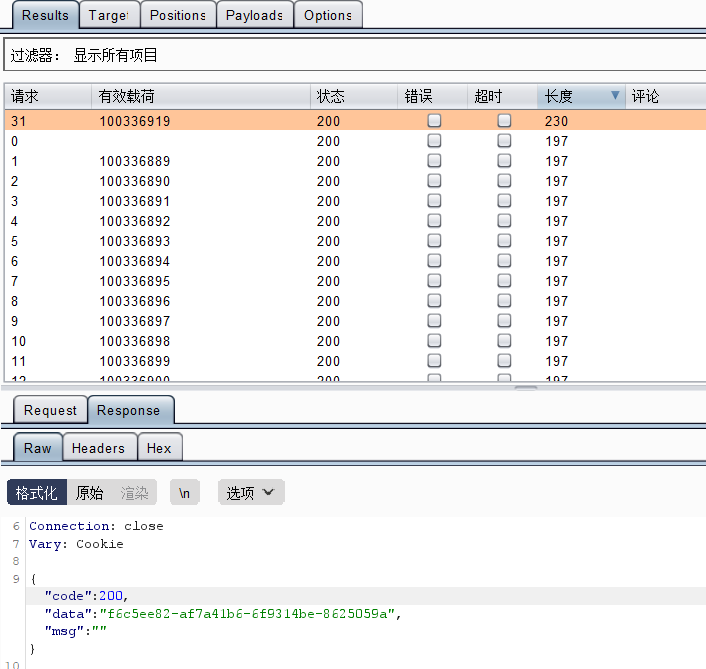 Results Target Positions Payloads Options
过滤器： 显示所有项目
请求 有效载荷 状态 错误 超时 长度 评论
31 100336919 200 230
0 200 197
1 100336889 200 197
2 100336890 200 197
3 100336891 200 197
4 100336892 200 197
5 100336893 200 197
6 100336894 200 197
7 100336895 200 197
8 100336896 200 197
9 100336897 200 197
10 100336898 200 197
11 100336899 200 197
12 100336900 200 197
Request Response
Raw Headers Hex
格式化 原始 渲染 \n 选项
6 Connection: close
7 Vary: Cookie
8
9 {
"code":200,
"data":"f6c5ee82-af7a41b6-6f9314be-8625059a",
"msg":""
}
10